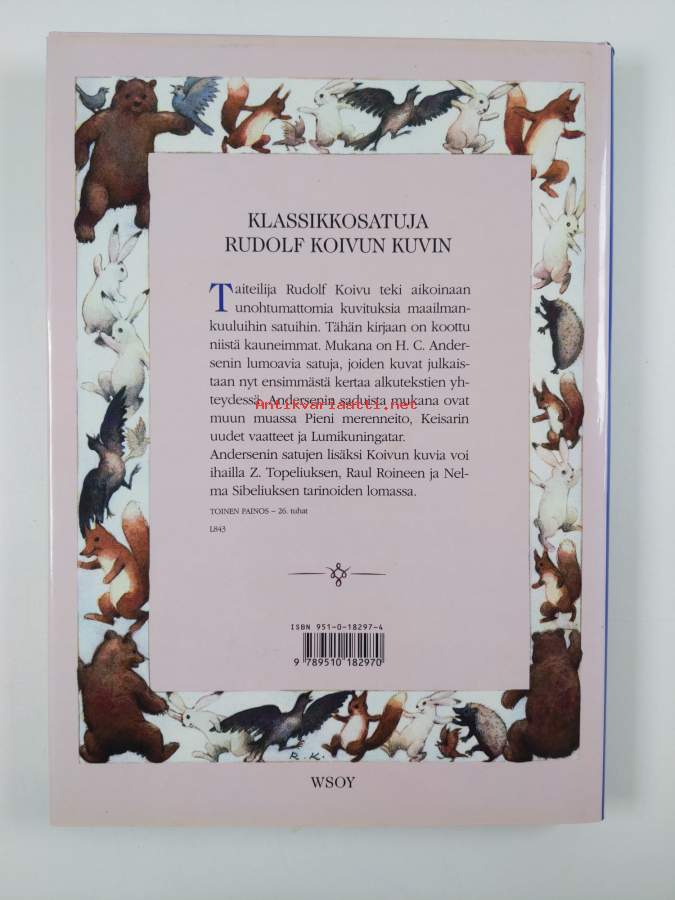 KLASSIKKOSATUJA
RUDOLF KOIVUN KUVIN
Taiteilija Rudolf Koivu teki aikoinaan
unohtumattomia kuvituksia maailman-
kuuluihin satuihin. Tähän kirjaan on koottu
niistä kauneimmat. Mukana on H. C. Ander-
senin lumoavia satuja, joiden kuvat julkais-
taan nyt ensimmästä kertaa alkutekstien yh-
teydessä. Andersenin saduista mukana ovat
Antikvariaatti.net
muun muassa Pieni merenneito, Keisarin
uudet vaatteet ja Lumikuningatar.
Andersenin satujen lisäksi Koivun kuvia voi
ihailla Z. Topeliuksen, Raul Roineen ja Nel-
ma Sibeliuksen tarinoiden lomassa.
TOINEN PAINOS – 26. tuhat
L843
ISBN 951-0-18297-4
9 789510 182970
R.K.
WSOY